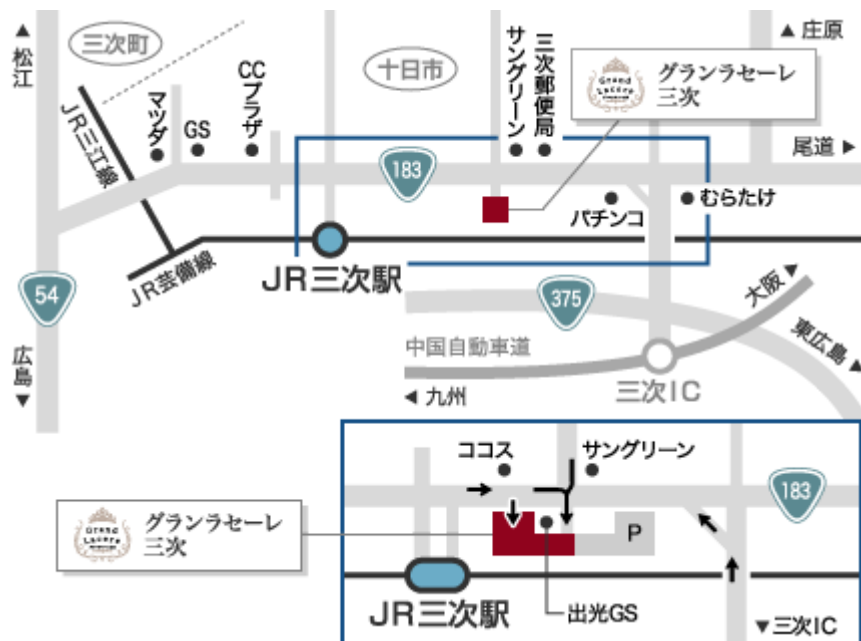 ▲松江
三次町
JR三江線
マツダ
GS
CCプラザ
十日市
サングリーン
三次郵便局
Grand
Lacere
グランラセーレ
三次
▲庄原
尾道▶
183
パチンコ
むらたけ
JR三次駅
JR芸備線
54
広島▼
375
大阪▶
東広島▶
中国自動車道
◀九州
三次IC
ココス
サングリーン
183
Grand
Lacere
グランラセーレ
三次
P
JR三次駅
出光GS
▼三次IC